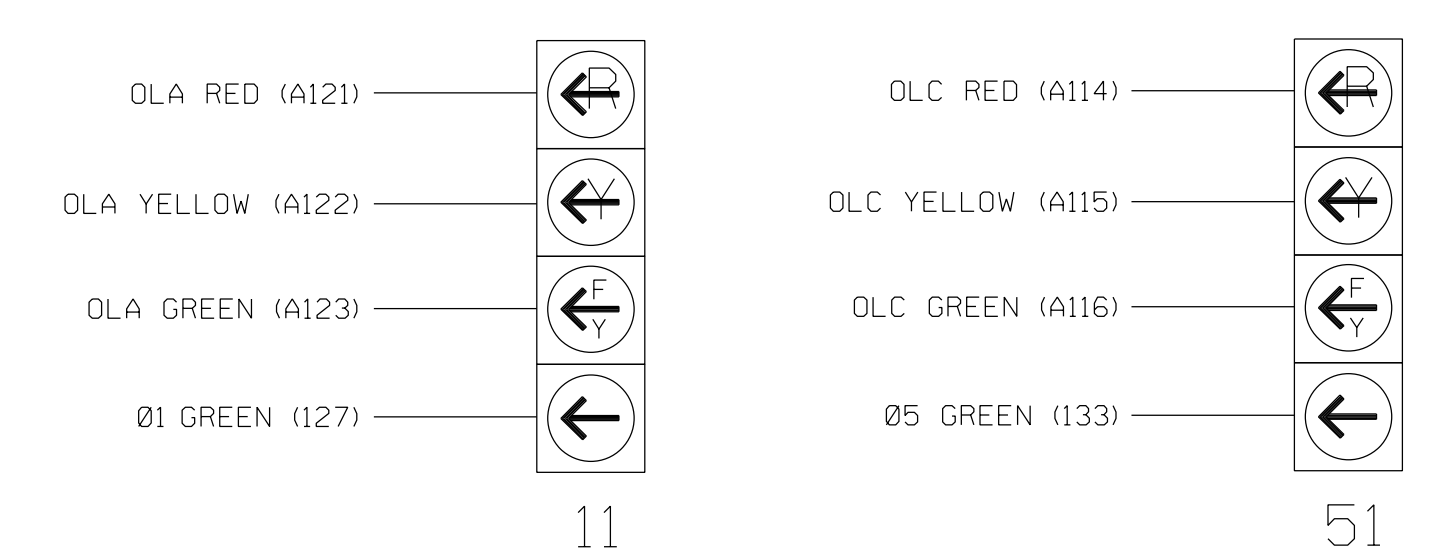 OLA RED (A121)
R
OLA YELLOW (A122)
Y
OLA GREEN (A123)
F
Y
Ø1 GREEN (127)
11
OLC RED (A114)
R
OLC YELLOW (A115)
Y
OLC GREEN (A116)
F
Y
Ø5 GREEN (133)
51